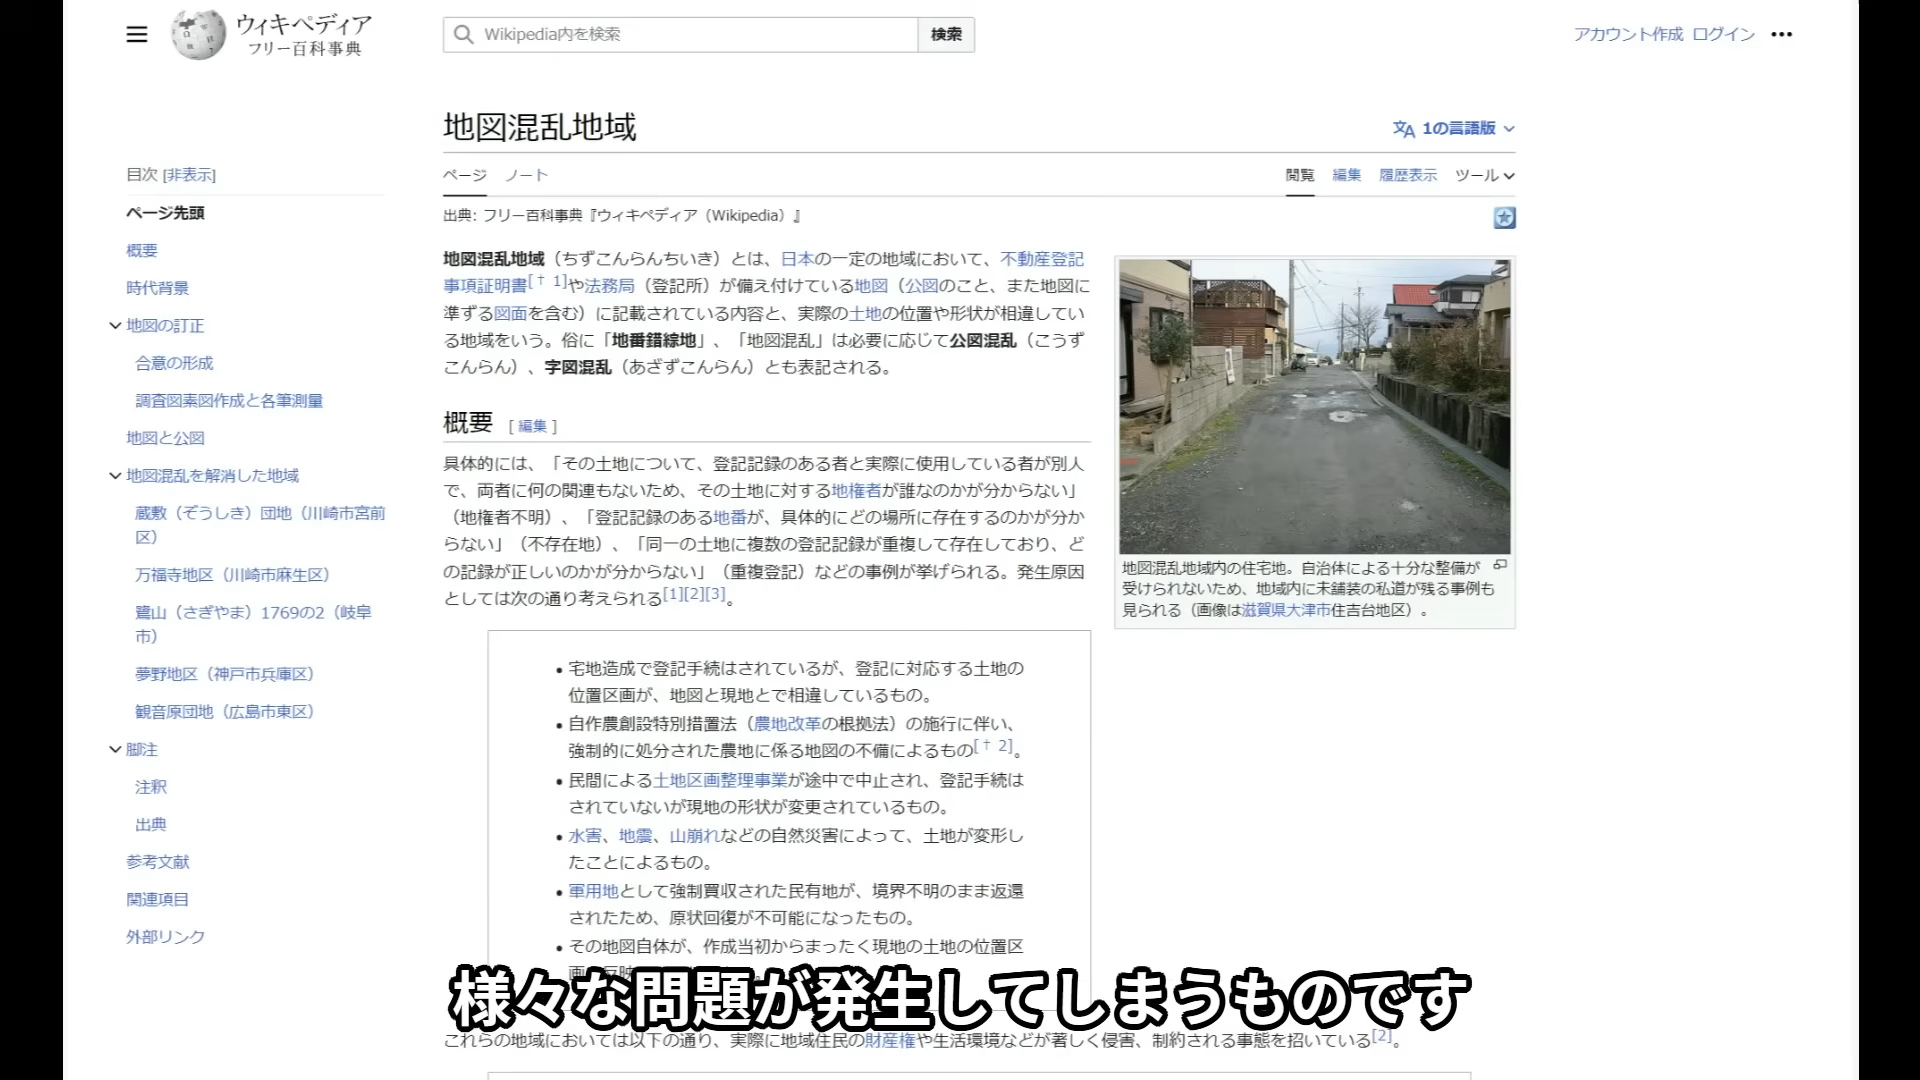 ウィキペディア
フリー百科事典
Wikipedia内を検索
検索
アカウント作成 ログイン
地図混乱地域
1の言語版
ページ ノート
閲覧 編集 履歴表示 ツール
出典: フリー百科事典『ウィキペディア（Wikipedia）』
目次 [非表示]
ページ先頭
概要
時代背景
地図の訂正
合意の形成
調査図素図作成と各筆測量
地図と公図
地図混乱を解消した地域
蔵敷（ぞうしき）団地（川崎市宮前
区）
万福寺地区（川崎市麻生区）
鷺山（さぎやま）1769の2（岐阜
市）
夢野地区（神戸市兵庫区）
観音原団地（広島市東区）
脚注
注釈
出典
参考文献
関連項目
外部リンク
地図混乱地域（ちずこんらんちいき）とは、日本の一定の地域において、不動産登記
事項証明書[† 1]や法務局（登記所）が備え付けている地図（公図のこと、また地図に
準ずる図面を含む）に記載されている内容と、実際の土地の位置や形状が相違してい
る地域をいう。俗に「地番錯綜地」、「地図混乱」は必要に応じて公図混乱（こうず
こんらん）、字図混乱（あざずこんらん）とも表記される。
地図混乱地域内の住宅地。自治体による十分な整備が
受けられないため、地域内に未舗装の私道が残る事例も
見られる（画像は滋賀県大津市住吉台地区）。
概要 [ 編集 ]
具体的には、「その土地について、登記記録のある者と実際に使用している者が別人
で、両者に何の関連もないため、その土地に対する地権者が誰なのかが分からない」
（地権者不明）、「登記記録のある地番が、具体的にどの場所に存在するのかが分か
らない」（不存在地）、「同一の土地に複数の登記記録が重複して存在しており、ど
の記録が正しいのかが分からない」（重複登記）などの事例が挙げられる。発生原因
としては次の通り考えられる[1][2][3]。
• 宅地造成で登記手続はされているが、登記に対応する土地の
位置区画が、地図と現地とで相違しているもの。
• 自作農創設特別措置法（農地改革の根拠法）の施行に伴い、
強制的に処分された農地に係る地図の不備によるもの[† 2]。
• 民間による土地区画整理事業が途中で中止され、登記手続は
されていないが現地の形状が変更されているもの。
• 水害、地震、山崩れなどの自然災害によって、土地が変形し
たことによるもの。
• 軍用地として強制買収された民有地が、境界不明のまま返還
されたため、原状回復が不可能になったもの。
• その地図自体が、作成当初からまったく現地の土地の位置区
様々な問題が発生してしまうものです
これらの地域においては以下の通り、実際に地域住民の財産権や生活環境などが著しく侵害、制約される事態を招いている[2]。